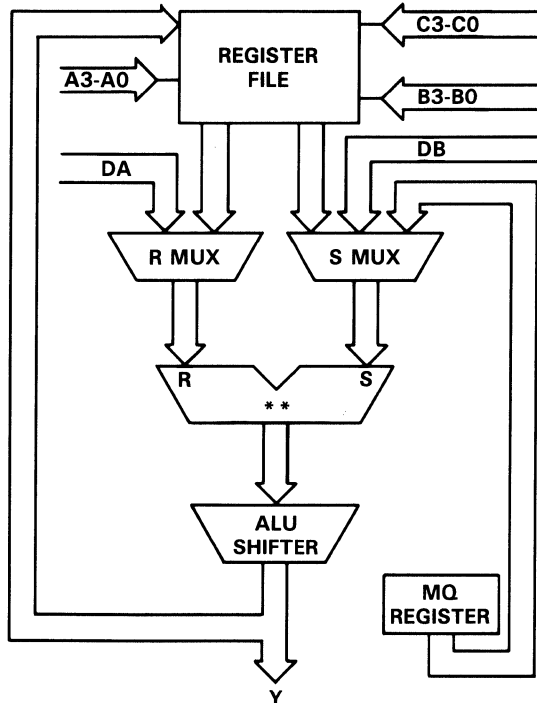 C3-C0
REGISTER
FILE
A3-A0
B3-B0
DA
DB
R MUX
S MUX
R
S
* *
ALU
SHIFTER
MQ
REGISTER
Y